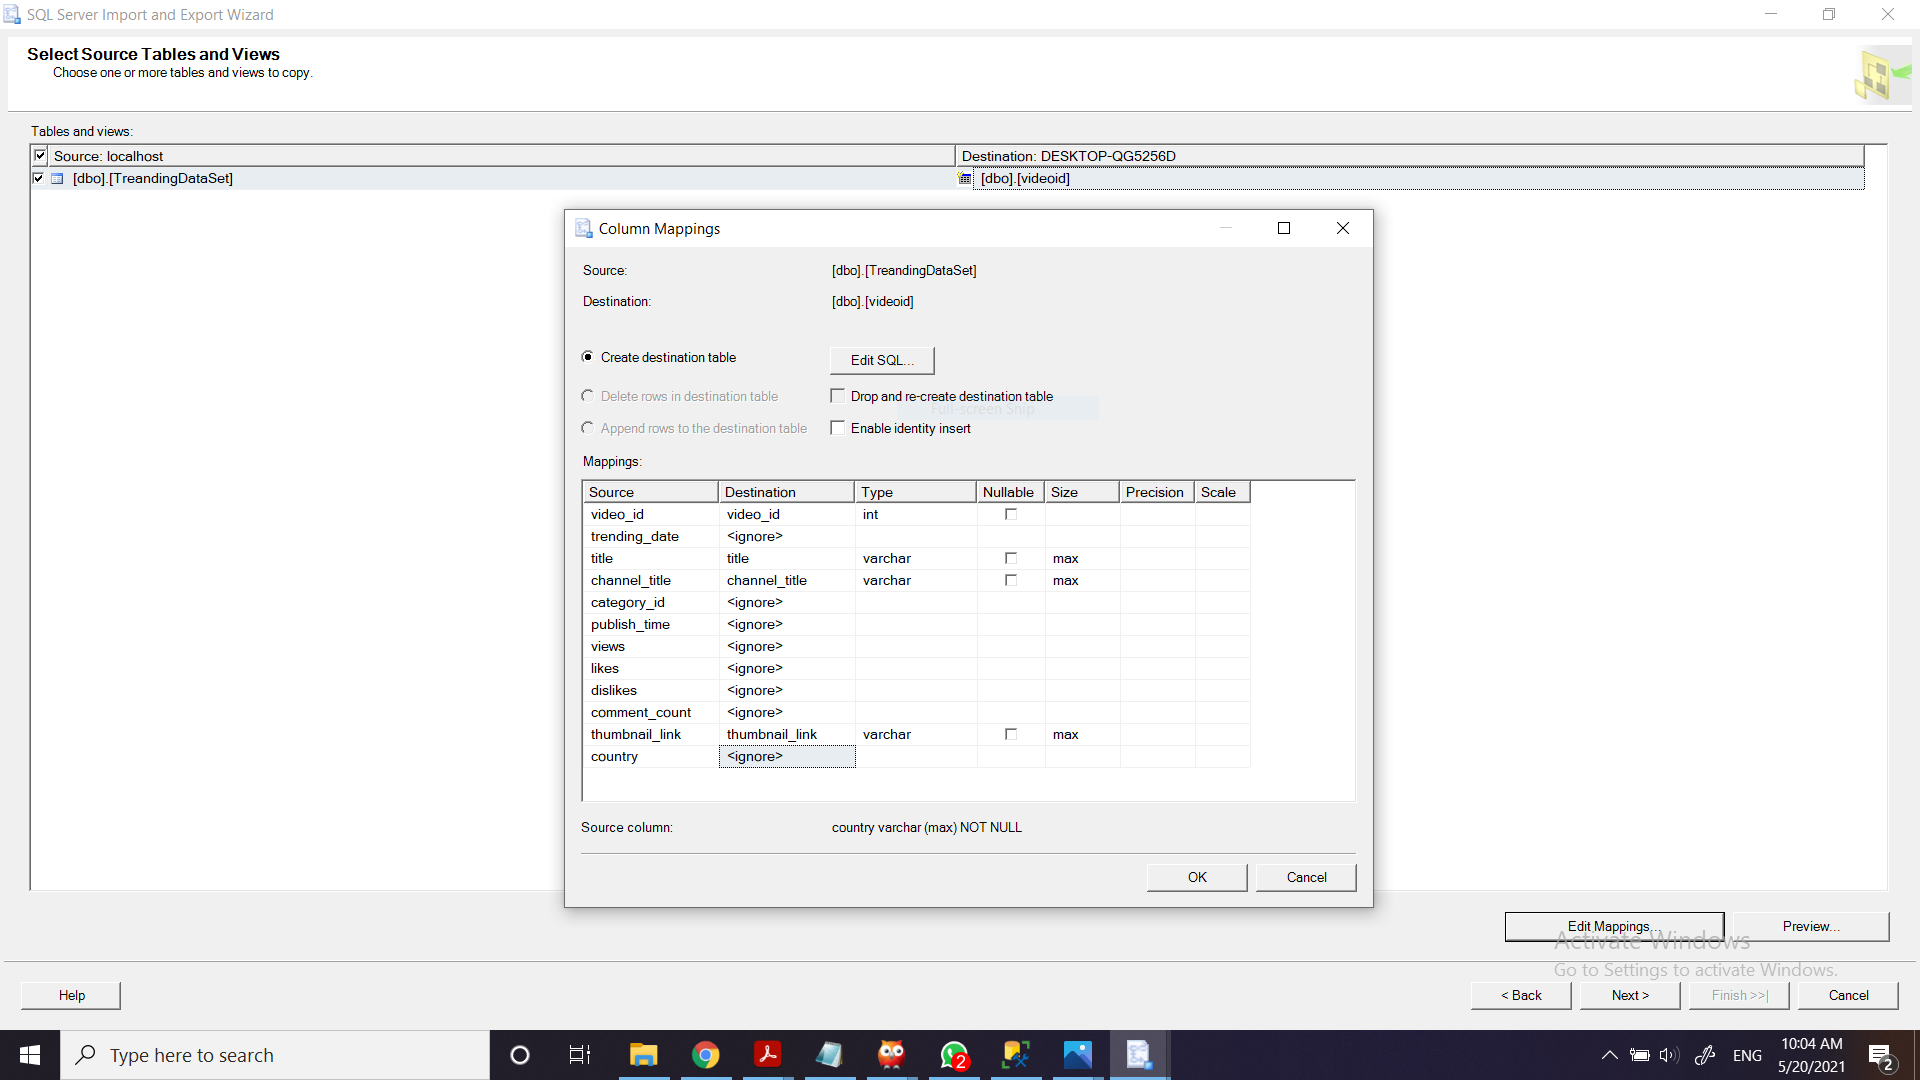 SQL Server Import and Export Wizard
Select Source Tables and Views
Choose one or more tables and views to copy.
Tables and views:
Source: localhost Destination: DESKTOP-QG5256D
[dbo].[TreandingDataSet] [dbo].[videoid]
Column Mappings
Source: [dbo].[TreandingDataSet]
Destination: [dbo].[videoid]
Create destination table Edit SQL...
Delete rows in destination table Drop and re-create destination table
Full-screen Snip
Append rows to the destination table Enable identity insert
Mappings:
Source Destination Type Nullable Size Precision Scale
video_id video_id int
trending_date <ignore>
title title varchar max
channel_title channel_title varchar max
category_id <ignore>
publish_time <ignore>
views <ignore>
likes <ignore>
dislikes <ignore>
comment_count <ignore>
thumbnail_link thumbnail_link varchar max
country <ignore>
Source column: country varchar (max) NOT NULL
OK Cancel
Edit Mappings... Preview...
Activate Windows
Go to Settings to activate Windows.
Help < Back Next > Finish >>| Cancel
Type here to search 2 ENG 10:04 AM
5/20/2021 2